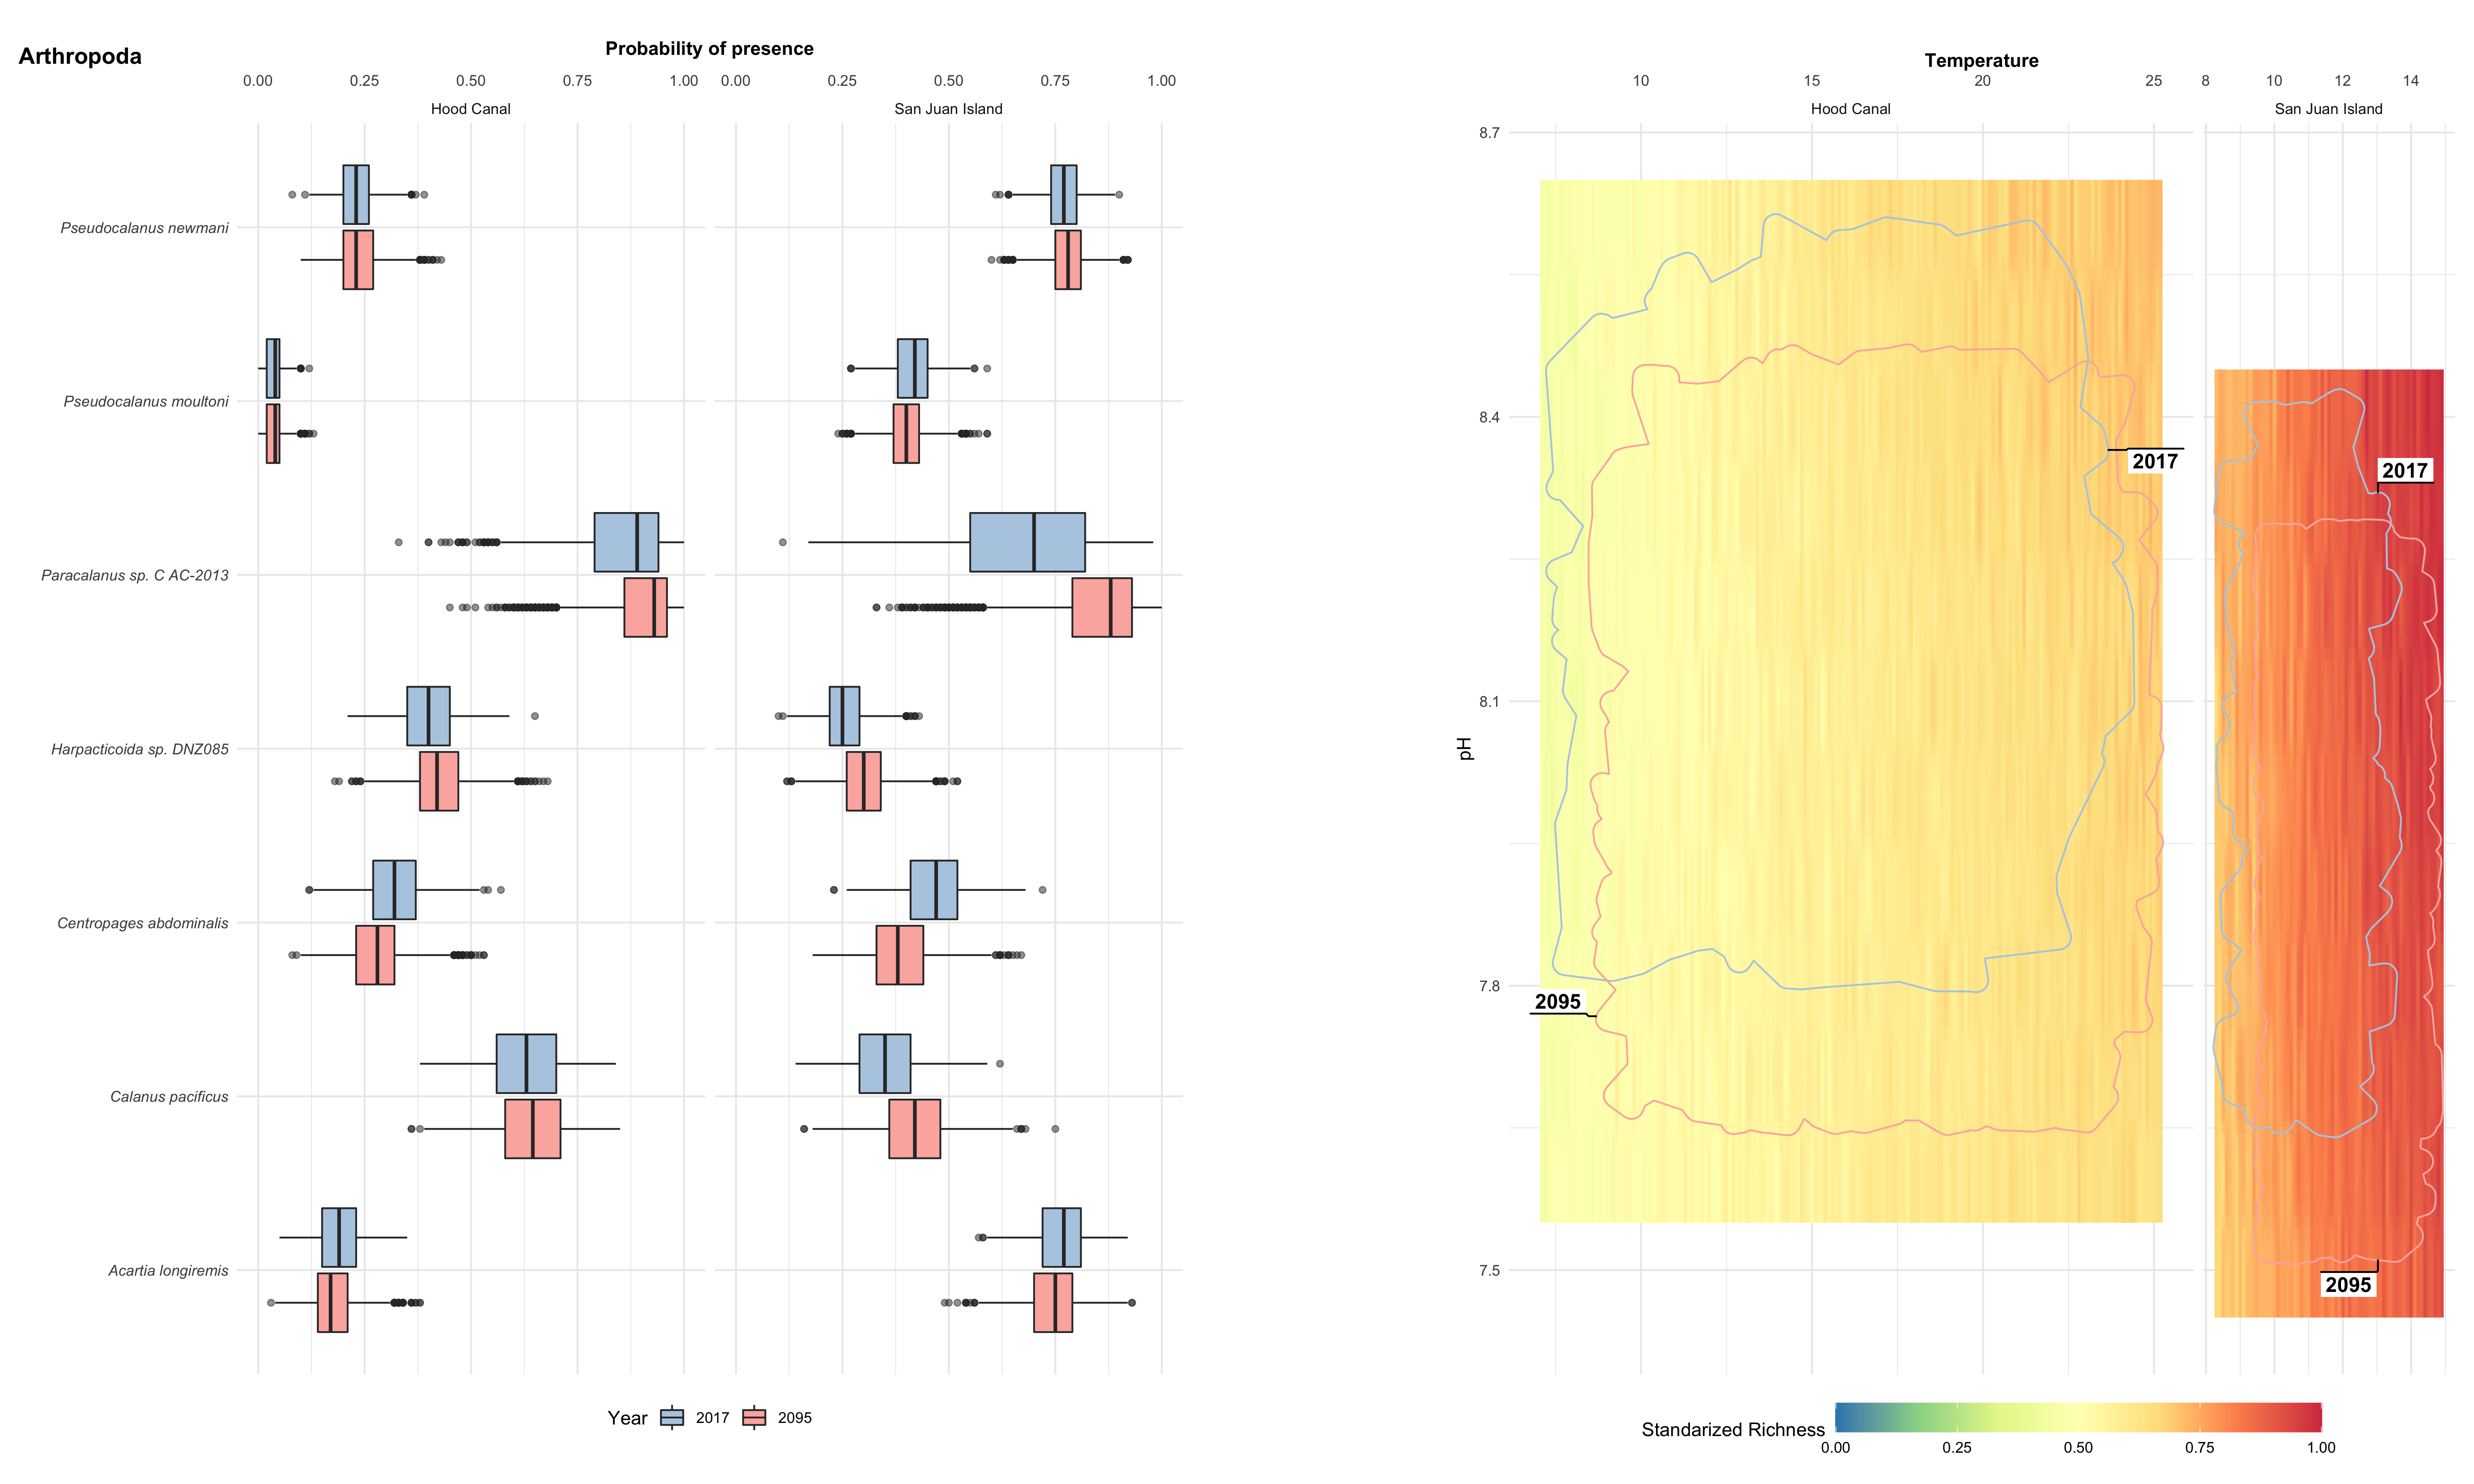 Arthropoda
Probability of presence
0.00 0.25 0.50 0.75 1.00 0.00 0.25 0.50 0.75 1.00
Hood Canal San Juan Island
Pseudocalanus newmani
Pseudocalanus moultoni
Paracalanus sp. C AC-2013
Harpacticoida sp. DNZ085
Centropages abdominalis
Calanus pacificus
Acartia longiremis
Year 2017 2095
Temperature
10 15 20 25 8 10 12 14
Hood Canal San Juan Island
8.7
8.4
8.1
7.8
7.5
pH
2017
2017
2095
2095
Standarized Richness
0.00 0.25 0.50 0.75 1.00